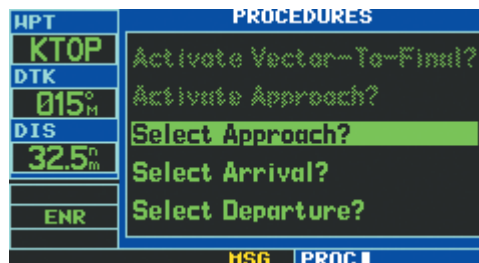 WPT
KTOP
DTK
015°M
DIS
32.5nm
ENR
PROCEDURES
Activate Vector-To-Final?
Activate Approach?
Select Approach?
Select Arrival?
Select Departure?
MSG PROC